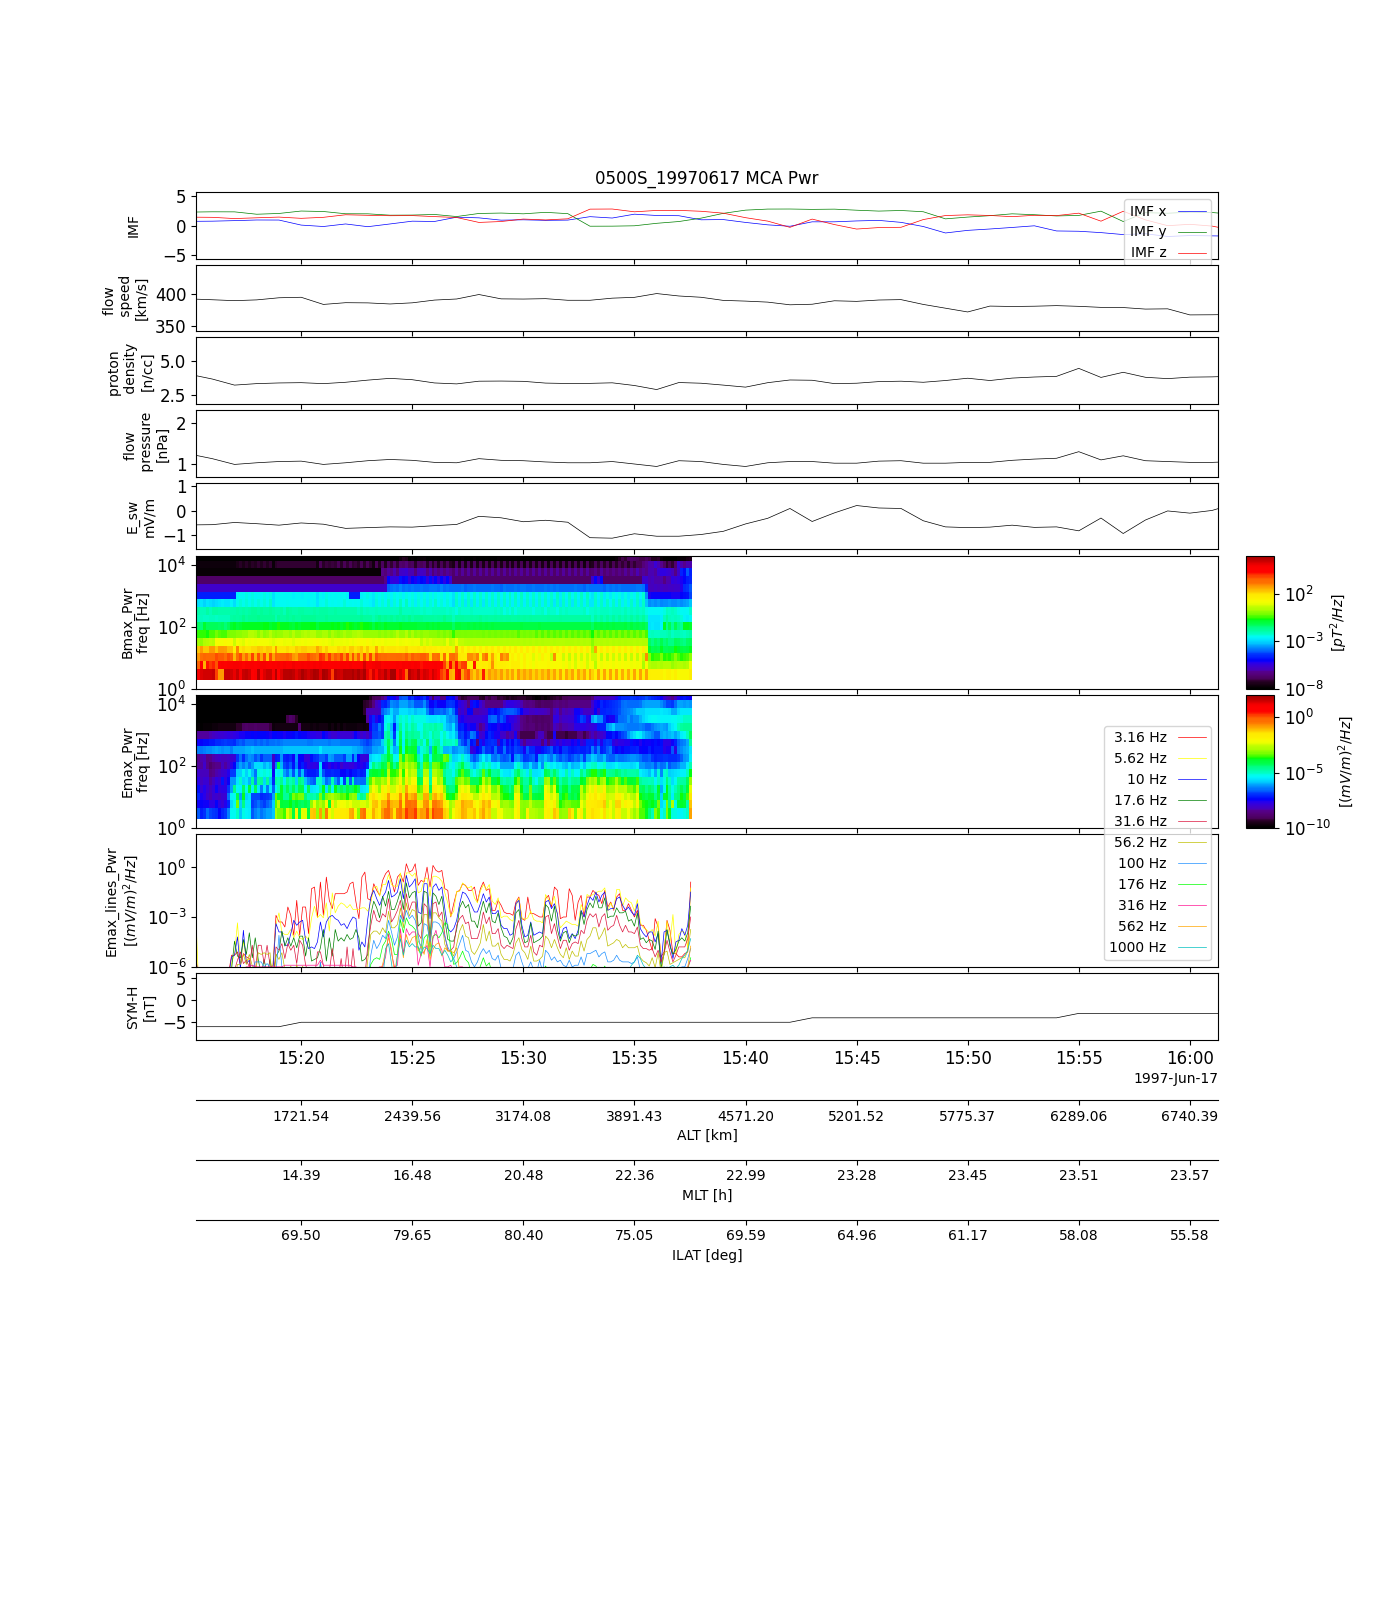 0500S_19970617 MCA Pwr
5
0
−5
IMF
IMF x
IMF y
IMF z
400
350
flow
speed
[km/s]
5.0
2.5
proton
density
[n/cc]
2
1
flow
pressure
[nPa]
1
0
−1
E_sw
mV/m
10^4
10^2
10^0
Bmax_Pwr
freq [Hz]
10^2
10^−3
10^−8
[pT^2/Hz]
10^4
10^2
10^0
Emax_Pwr
freq [Hz]
10^0
10^−5
10^−10
[(mV/m)^2/Hz]
3.16 Hz
5.62 Hz
10 Hz
17.6 Hz
31.6 Hz
56.2 Hz
100 Hz
176 Hz
316 Hz
562 Hz
1000 Hz
10^0
10^−3
10^−6
Emax_lines_Pwr
[(mV/m)^2/Hz]
5
0
−5
SYM-H
[nT]
15:20 15:25 15:30 15:35 15:40 15:45 15:50 15:55 16:00
1997-Jun-17
1721.54 2439.56 3174.08 3891.43 4571.20 5201.52 5775.37 6289.06 6740.39
ALT [km]
14.39 16.48 20.48 22.36 22.99 23.28 23.45 23.51 23.57
MLT [h]
69.50 79.65 80.40 75.05 69.59 64.96 61.17 58.08 55.58
ILAT [deg]